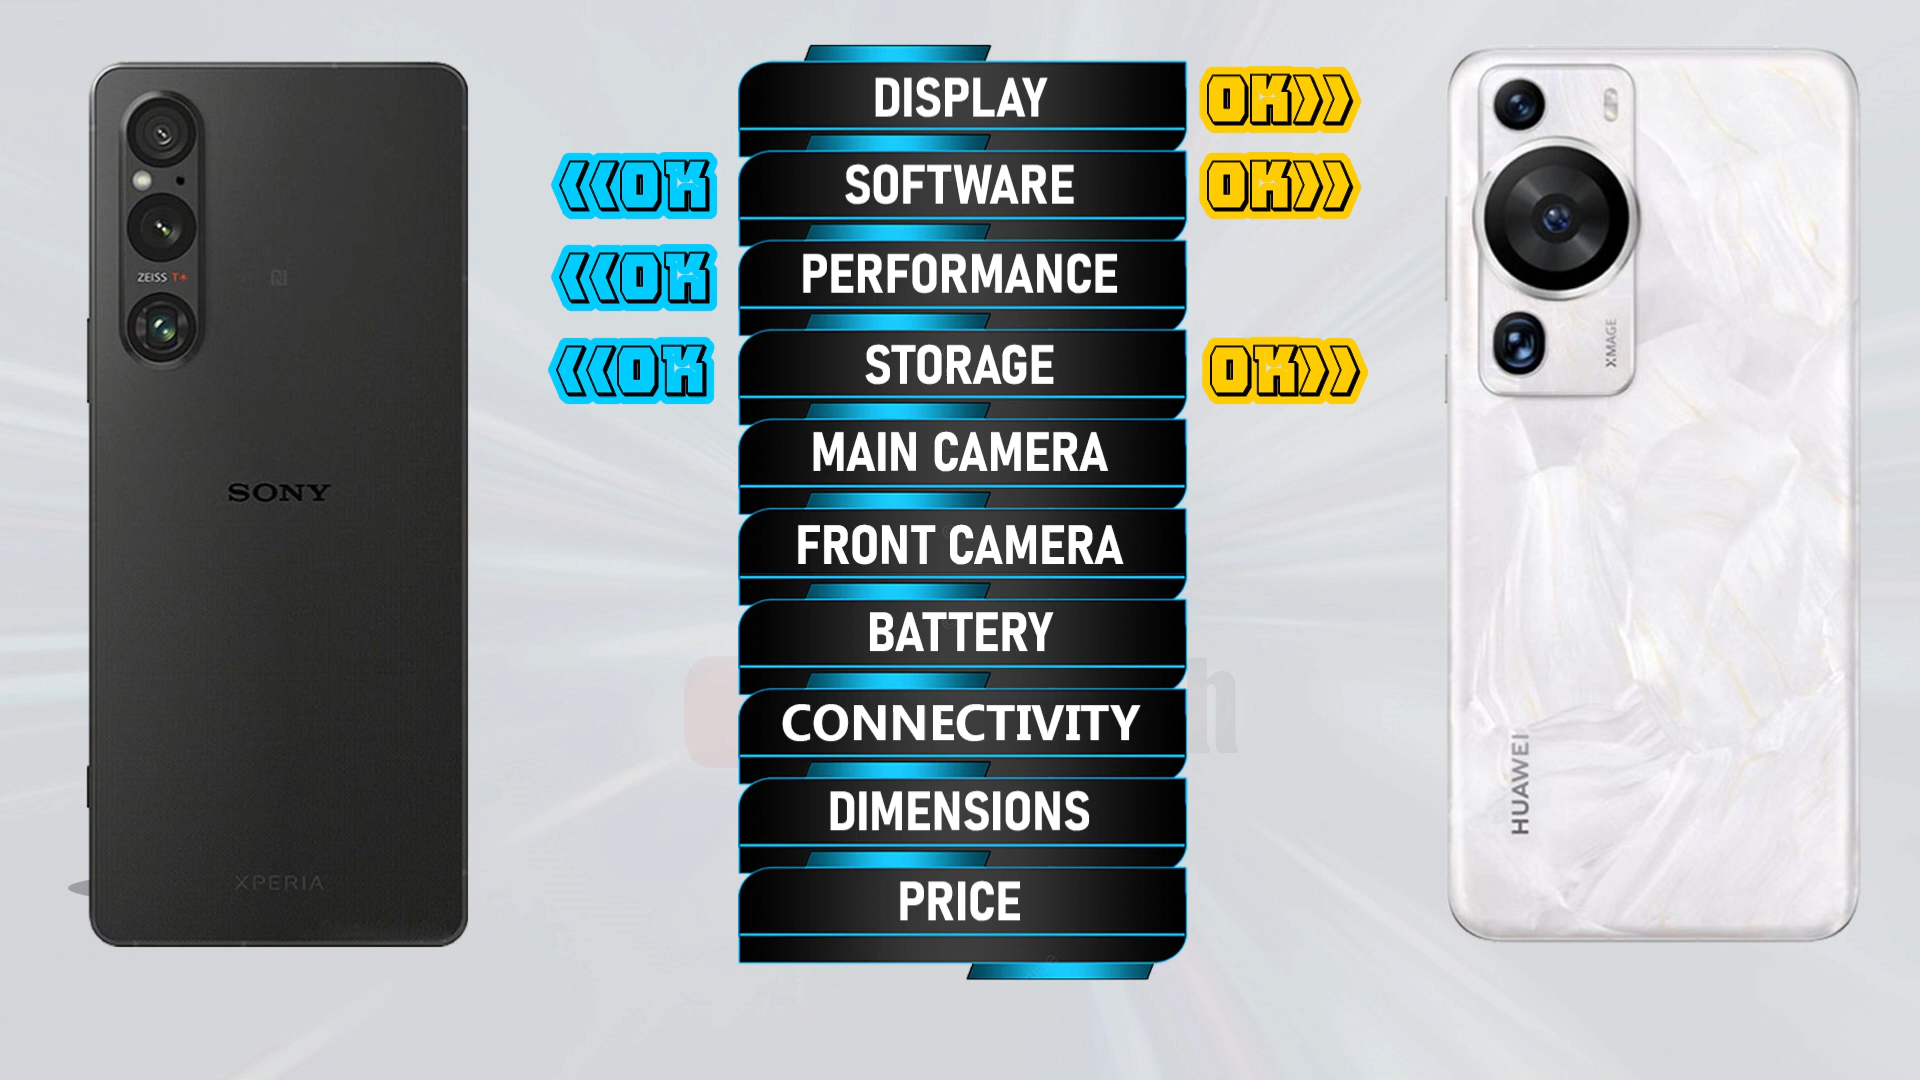 DISPLAY OK
OK SOFTWARE OK
OK PERFORMANCE
OK STORAGE OK
MAIN CAMERA
FRONT CAMERA
BATTERY
CONNECTIVITY
DIMENSIONS
PRICE
ZEISS T*
SONY
XPERIA
XMAGE
HUAWEI